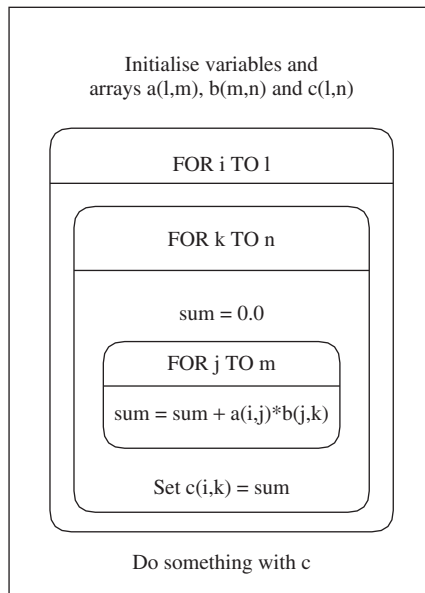 Initialise variables and
arrays a(l,m), b(m,n) and c(l,n)
FOR i TO l
FOR k TO n
sum = 0.0
FOR j TO m
sum = sum + a(i,j)*b(j,k)
Set c(i,k) = sum
Do something with c